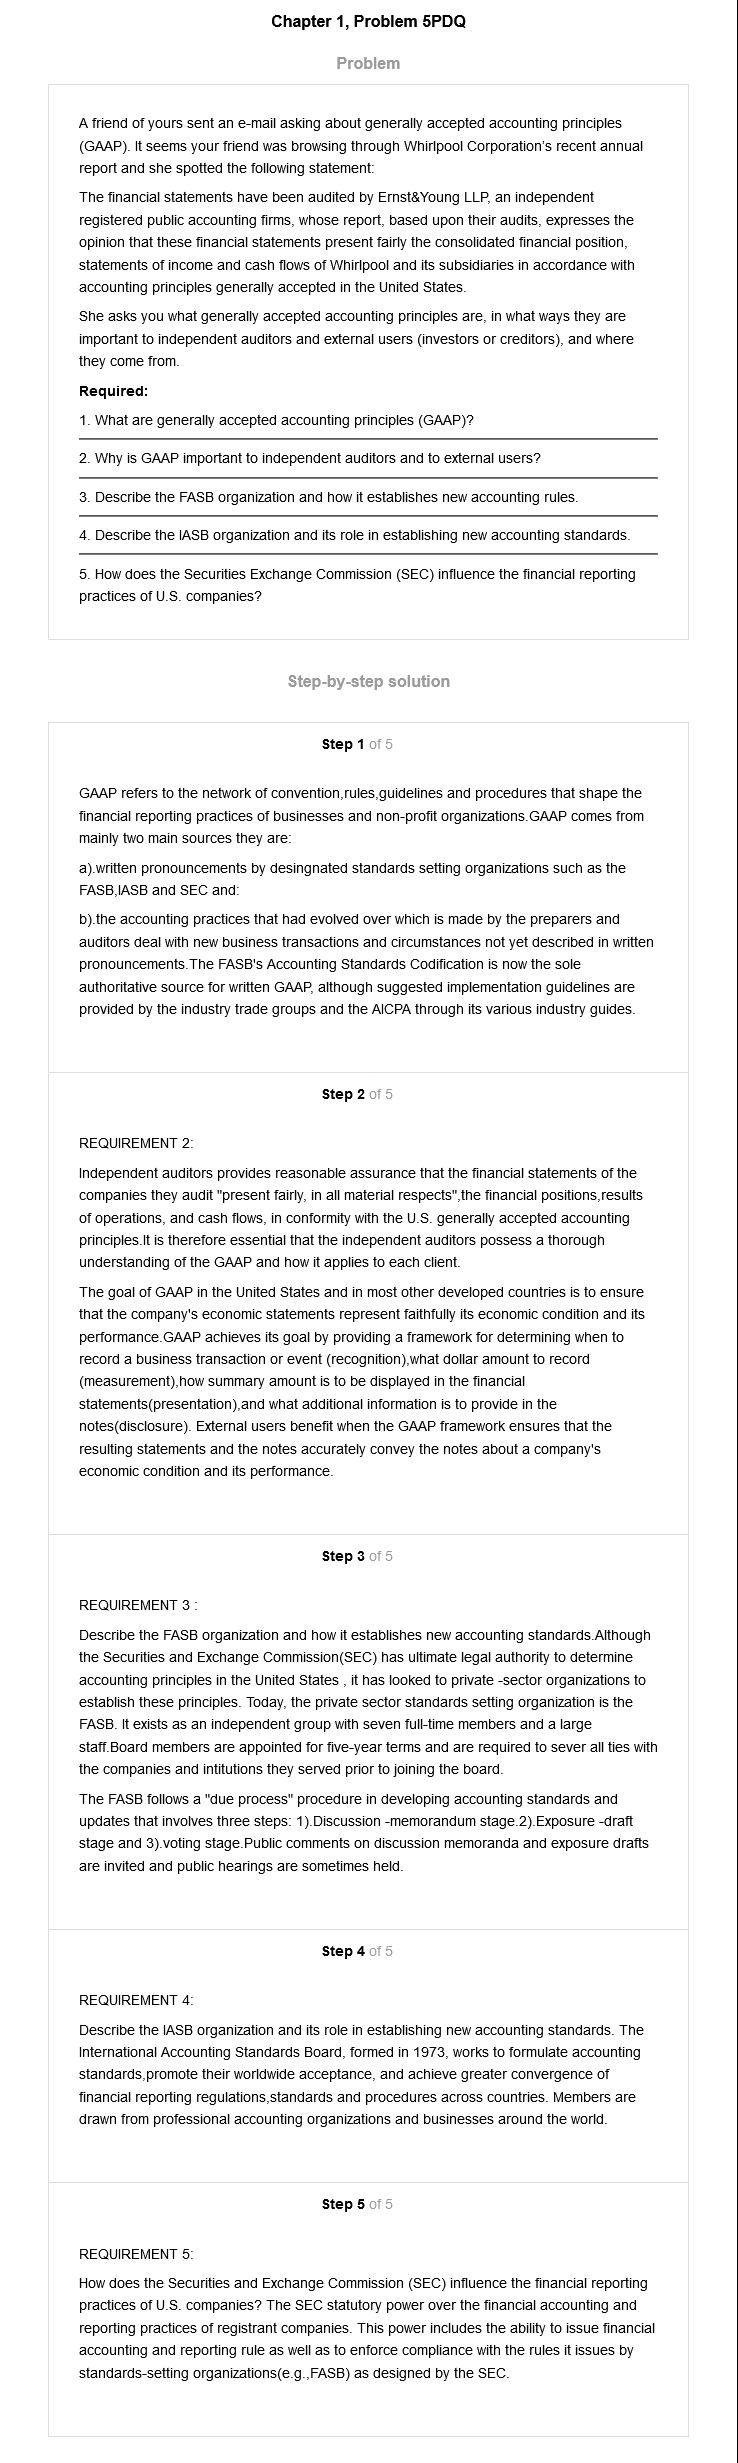 Chapter 1, Problem 5PDQ
Problem
A friend of yours sent an e-mail asking about generally accepted accounting principles
(GAAP). It seems your friend was browsing through Whirlpool Corporation's recent annual
report and she spotted the following statement:
The financial statements have been audited by Ernst&Young LLP, an independent
registered public accounting firms, whose report, based upon their audits, expresses the
opinion that these financial statements present fairly the consolidated financial position,
statements of income and cash flows of Whirlpool and its subsidiaries in accordance with
accounting principles generally accepted in the United States.
She asks you what generally accepted accounting principles are, in what ways they are
important to independent auditors and external users (investors or creditors), and where
they come from.
Required:
1. What are generally accepted accounting principles (GAAP)?
2. Why is GAAP important to independent auditors and to external users?
3. Describe the FASB organization and how it establishes new accounting rules.
4. Describe the IASB organization and its role in establishing new accounting standards.
5. How does the Securities Exchange Commission (SEC) influence the financial reporting
practices of U.S. companies?
Step-by-step solution
Step 1 of 5
GAAP refers to the network of convention,rules,guidelines and procedures that shape the
financial reporting practices of businesses and non-profit organizations.GAAP comes from
mainly two main sources they are:
a).written pronouncements by desingnated standards setting organizations such as the
FASB,IASB and SEC and:
b).the accounting practices that had evolved over which is made by the preparers and
auditors deal with new business transactions and circumstances not yet described in written
pronouncements.The FASB's Accounting Standards Codification is now the sole
authoritative source for written GAAP, although suggested implementation guidelines are
provided by the industry trade groups and the AICPA through its various industry guides.
Step 2 of 5
REQUIREMENT 2:
Independent auditors provides reasonable assurance that the financial statements of the
companies they audit "present fairly, in all material respects",the financial positions,results
of operations, and cash flows, in conformity with the U.S. generally accepted accounting
principles.It is therefore essential that the independent auditors possess a thorough
understanding of the GAAP and how it applies to each client.
The goal of GAAP in the United States and in most other developed countries is to ensure
that the company's economic statements represent faithfully its economic condition and its
performance.GAAP achieves its goal by providing a framework for determining when to
record a business transaction or event (recognition),what dollar amount to record
(measurement),how summary amount is to be displayed in the financial
statements(presentation),and what additional information is to provide in the
notes(disclosure). External users benefit when the GAAP framework ensures that the
resulting statements and the notes accurately convey the notes about a company's
economic condition and its performance.
Step 3 of 5
REQUIREMENT 3 :
Describe the FASB organization and how it establishes new accounting standards.Although
the Securities and Exchange Commission(SEC) has ultimate legal authority to determine
accounting principles in the United States , it has looked to private -sector organizations to
establish these principles. Today, the private sector standards setting organization is the
FASB. It exists as an independent group with seven full-time members and a large
staff.Board members are appointed for five-year terms and are required to sever all ties with
the companies and intitutions they served prior to joining the board.
The FASB follows a "due process" procedure in developing accounting standards and
updates that involves three steps: 1).Discussion -memorandum stage.2).Exposure -draft
stage and 3).voting stage.Public comments on discussion memoranda and exposure drafts
are invited and public hearings are sometimes held.
Step 4 of 5
REQUIREMENT 4:
Describe the IASB organization and its role in establishing new accounting standards. The
International Accounting Standards Board, formed in 1973, works to formulate accounting
standards,promote their worldwide acceptance, and achieve greater convergence of
financial reporting regulations,standards and procedures across countries. Members are
drawn from professional accounting organizations and businesses around the world.
Step 5 of 5
REQUIREMENT 5:
How does the Securities and Exchange Commission (SEC) influence the financial reporting
practices of U.S. companies? The SEC statutory power over the financial accounting and
reporting practices of registrant companies. This power includes the ability to issue financial
accounting and reporting rule as well as to enforce compliance with the rules it issues by
standards-setting organizations(e.g.,FASB) as designed by the SEC.